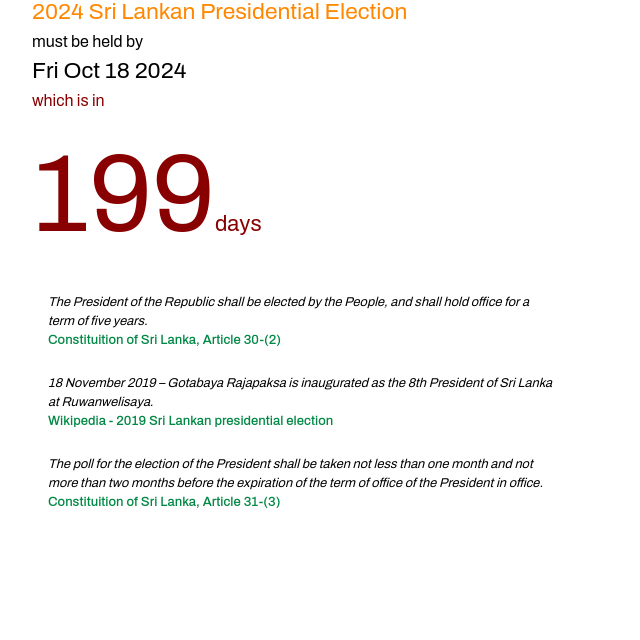 2024 Sri Lankan Presidential Election
must be held by
Fri Oct 18 2024
which is in
199 days
The President of the Republic shall be elected by the People, and shall hold office for a
term of five years.
Constituition of Sri Lanka, Article 30-(2)
18 November 2019 – Gotabaya Rajapaksa is inaugurated as the 8th President of Sri Lanka
at Ruwanwelisaya.
Wikipedia - 2019 Sri Lankan presidential election
The poll for the election of the President shall be taken not less than one month and not
more than two months before the expiration of the term of office of the President in office.
Constituition of Sri Lanka, Article 31-(3)